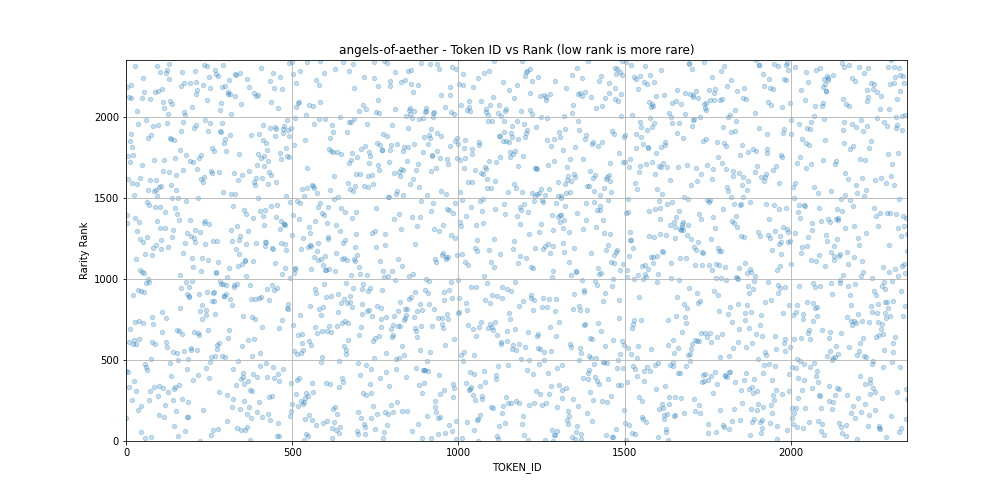 angels-of-aether - Token ID vs Rank (low rank is more rare)
Rarity Rank
2000
1500
1000
500
0
0 500 1000 1500 2000
TOKEN_ID